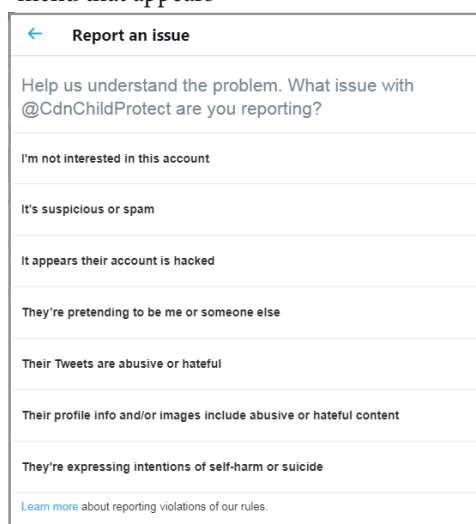 menu that appears
Report an issue
Help us understand the problem. What issue with
@CdnChildProtect are you reporting?
I'm not interested in this account
It's suspicious or spam
It appears their account is hacked
They're pretending to be me or someone else
Their Tweets are abusive or hateful
Their profile info and/or images include abusive or hateful content
They're expressing intentions of self-harm or suicide
Learn more about reporting violations of our rules.